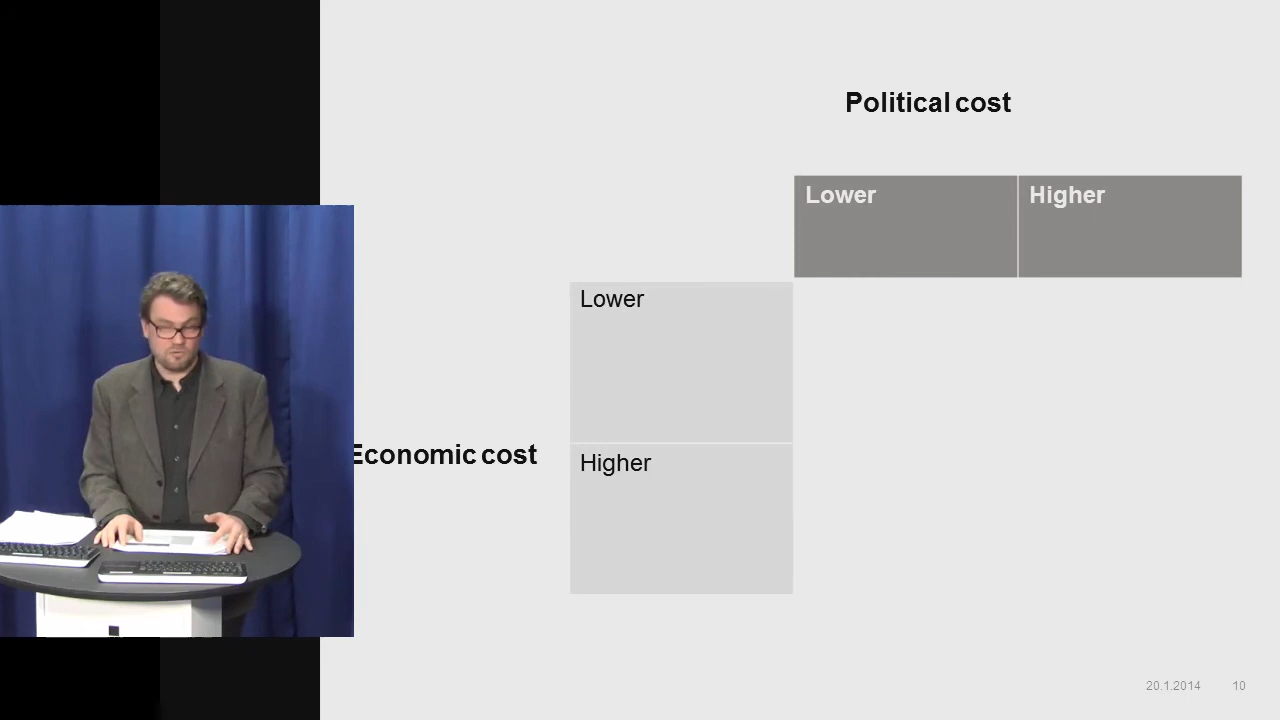 Political cost
Lower
Higher
Lower
Economic cost
Higher
20.1.2014
10